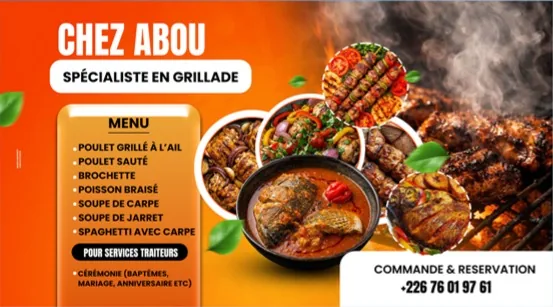 CHEZ ABOU
SPÉCIALISTE EN GRILLADE
MENU
POULET GRILLÉ À L'AIL
POULET SAUTÉ
BROCHETTE
POISSON BRAISÉ
SOUPE DE CARPE
SOUPE DE JARRET
SPAGHETTI AVEC CARPE
POUR SERVICES TRAITEURS
CÉRÉMONIE (BAPTÊMES,
MARIAGE, ANNIVERSAIRE ETC)
COMMANDE & RESERVATION
+226 76 01 97 61